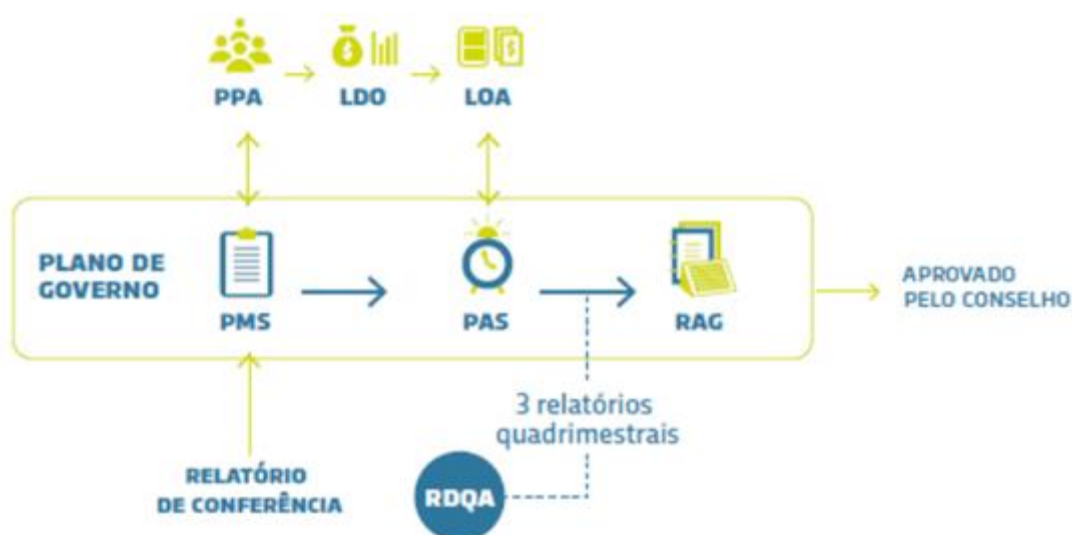 PPA
LDO
LOA
PLANO DE
GOVERNO
PMS
PAS
RAG
APROVADO
PELO CONSELHO
3 relatórios
quadrimestrais
RELATÓRIO
DE CONFERÊNCIA
RDQA